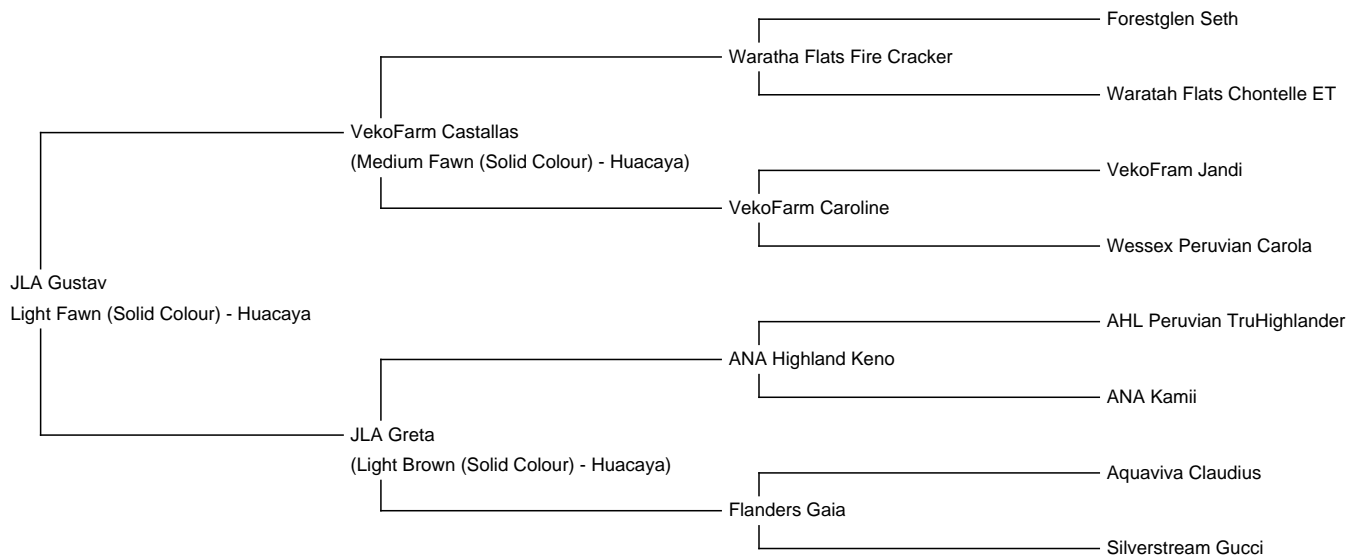 Forestglen Seth
Waratha Flats Fire Cracker
Waratah Flats Chontelle ET
VekoFarm Castallas
(Medium Fawn (Solid Colour) - Huacaya)
VekoFram Jandi
VekoFarm Caroline
Wessex Peruvian Carola
JLA Gustav
Light Fawn (Solid Colour) - Huacaya
AHL Peruvian TruHighlander
ANA Highland Keno
ANA Kamii
JLA Greta
(Light Brown (Solid Colour) - Huacaya)
Aquaviva Claudius
Flanders Gaia
Silverstream Gucci